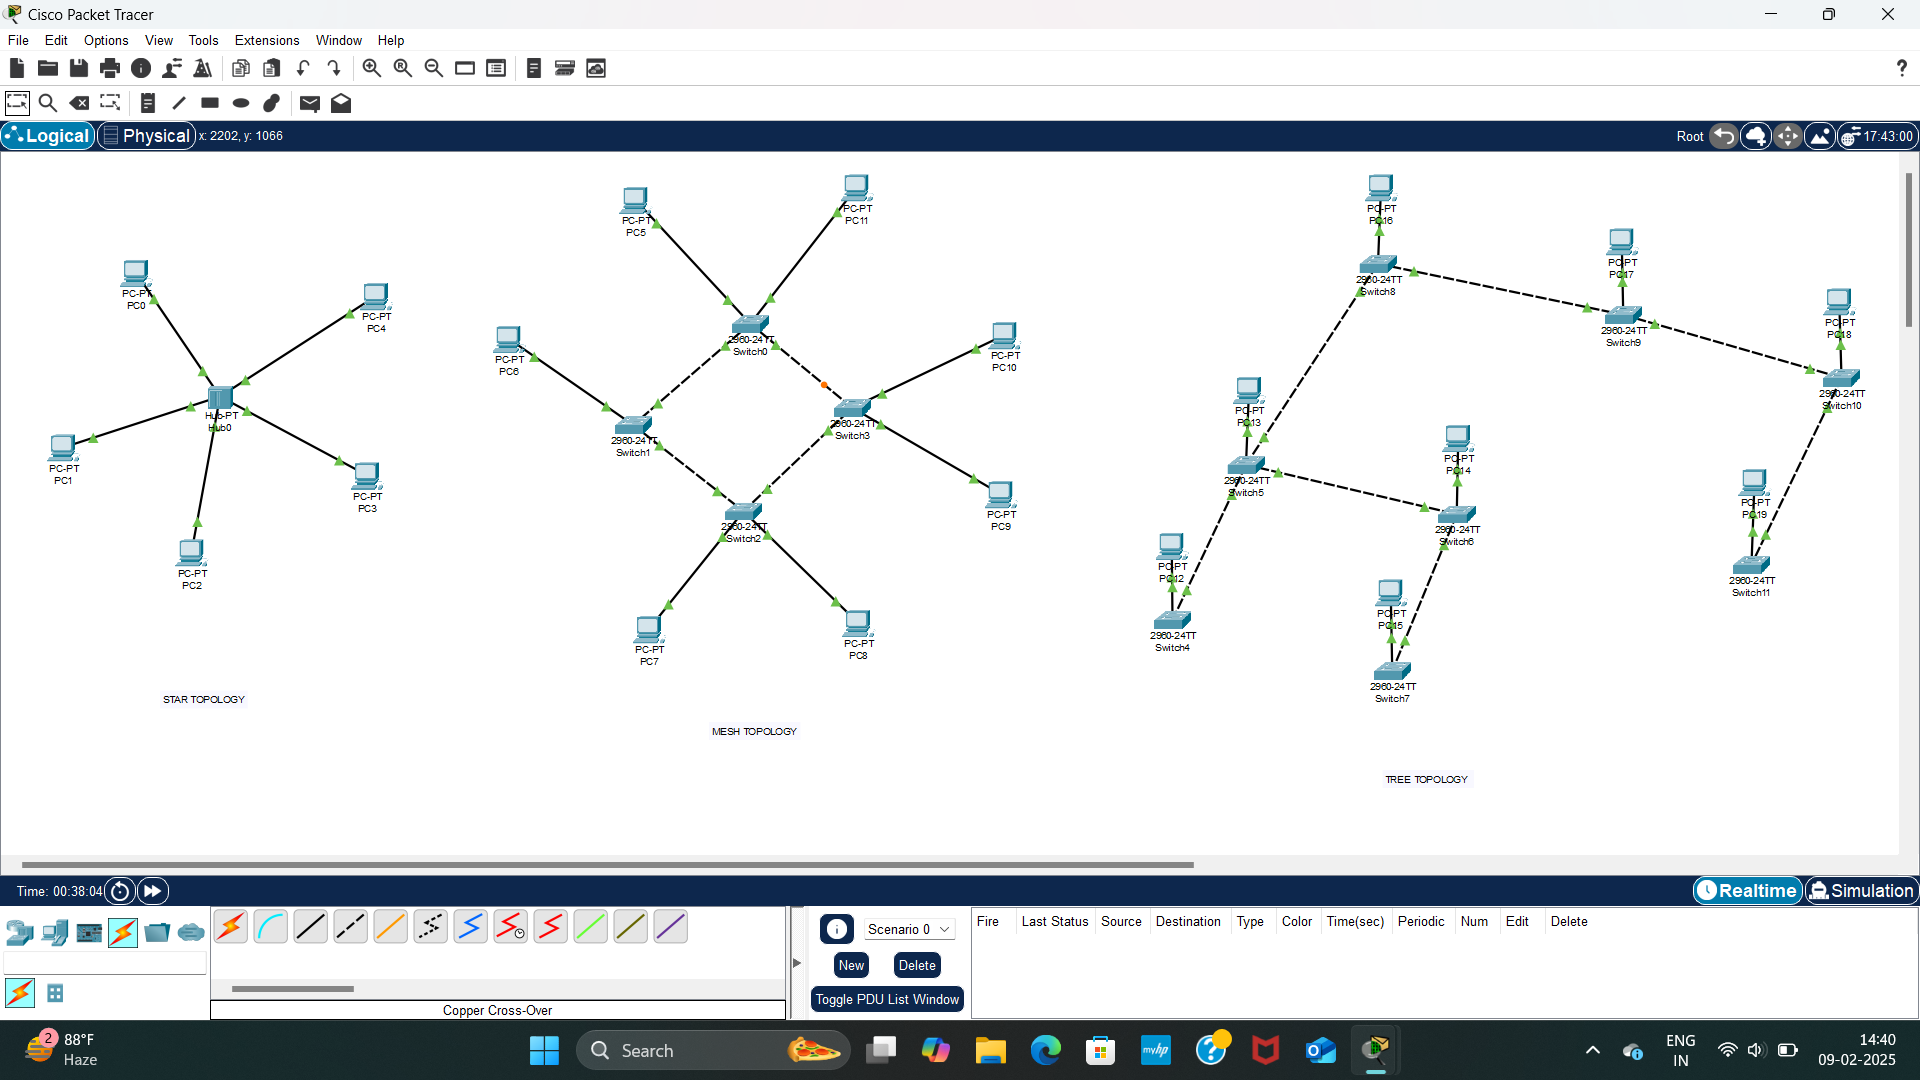 Cisco Packet Tracer
File Edit Options View Tools Extensions Window Help
?
Logical Physical x: 2202, y: 1066
Root 17:43:00
PC-PT
PC0
PC-PT
PC4
Hub-PT
Hub0
PC-PT
PC1
PC-PT
PC3
PC-PT
PC2
STAR TOPOLOGY
PC-PT
PC5
PC-PT
PC11
2960-24TT
Switch0
PC-PT
PC6
PC-PT
PC10
2960-24TT
Switch1
2960-24TT
Switch3
2960-24TT
Switch2
PC-PT
PC9
PC-PT
PC7
PC-PT
PC8
MESH TOPOLOGY
PC-PT
PC16
2960-24TT
Switch8
PC-PT
PC17
2960-24TT
Switch9
PC-PT
PC18
2960-24TT
Switch10
PC-PT
PC13
2960-24TT
Switch5
PC-PT
PC14
2960-24TT
Switch6
PC-PT
PC19
2960-24TT
Switch11
PC-PT
PC12
2960-24TT
Switch4
PC-PT
PC15
2960-24TT
Switch7
TREE TOPOLOGY
Time: 00:38:04
Realtime Simulation
Copper Cross-Over
Scenario 0
New Delete
Toggle PDU List Window
Fire Last Status Source Destination Type Color Time(sec) Periodic Num Edit Delete
2
88°F
Haze
Search
myhp
ENG
IN
14:40
09-02-2025